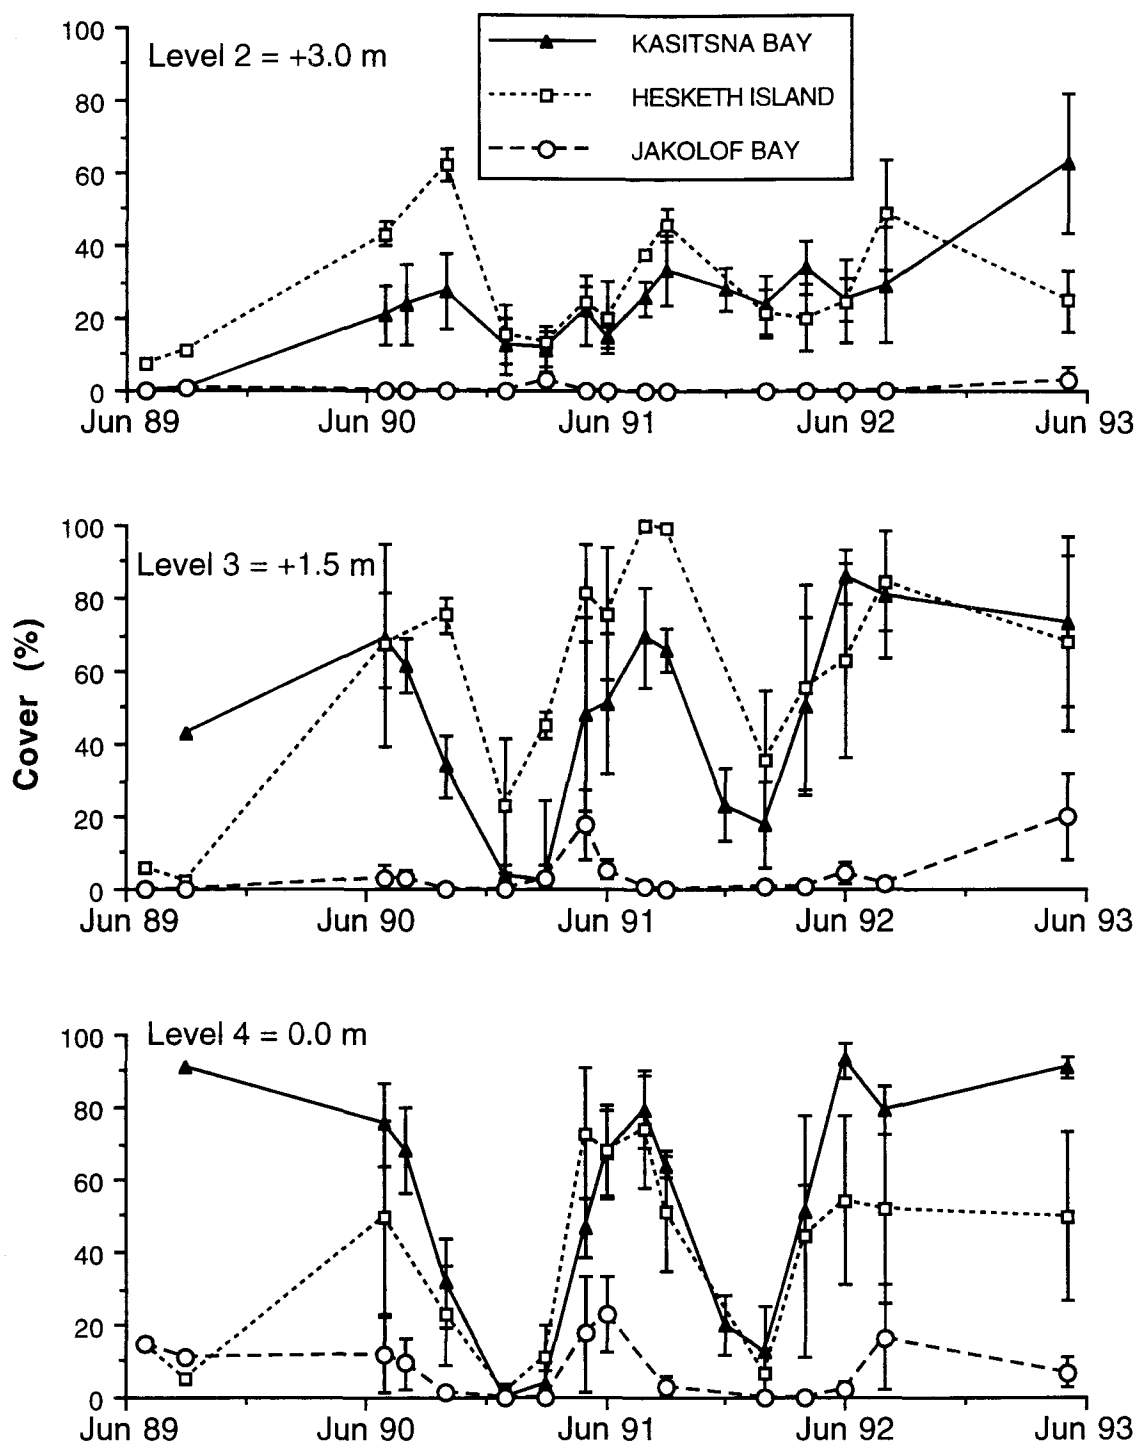 100
Level 2 = +3.0 m
80
60
40
20
0
KASITSNA BAY
HESKETH ISLAND
JAKOLOF BAY
Jun 89 Jun 90 Jun 91 Jun 92 Jun 93
Cover (%)
100
Level 3 = +1.5 m
80
60
40
20
0
Jun 89 Jun 90 Jun 91 Jun 92 Jun 93
100
Level 4 = 0.0 m
80
60
40
20
0
Jun 89 Jun 90 Jun 91 Jun 92 Jun 93